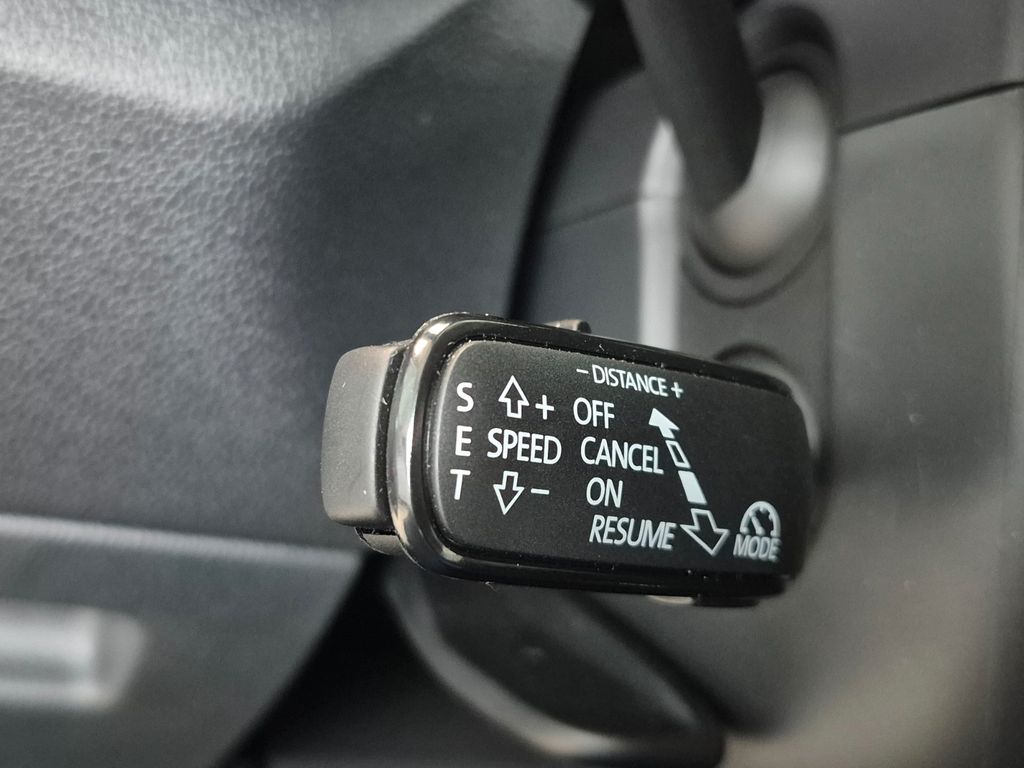 - DISTANCE +
S + OFF
E SPEED CANCEL
T - ON
RESUME
MODE